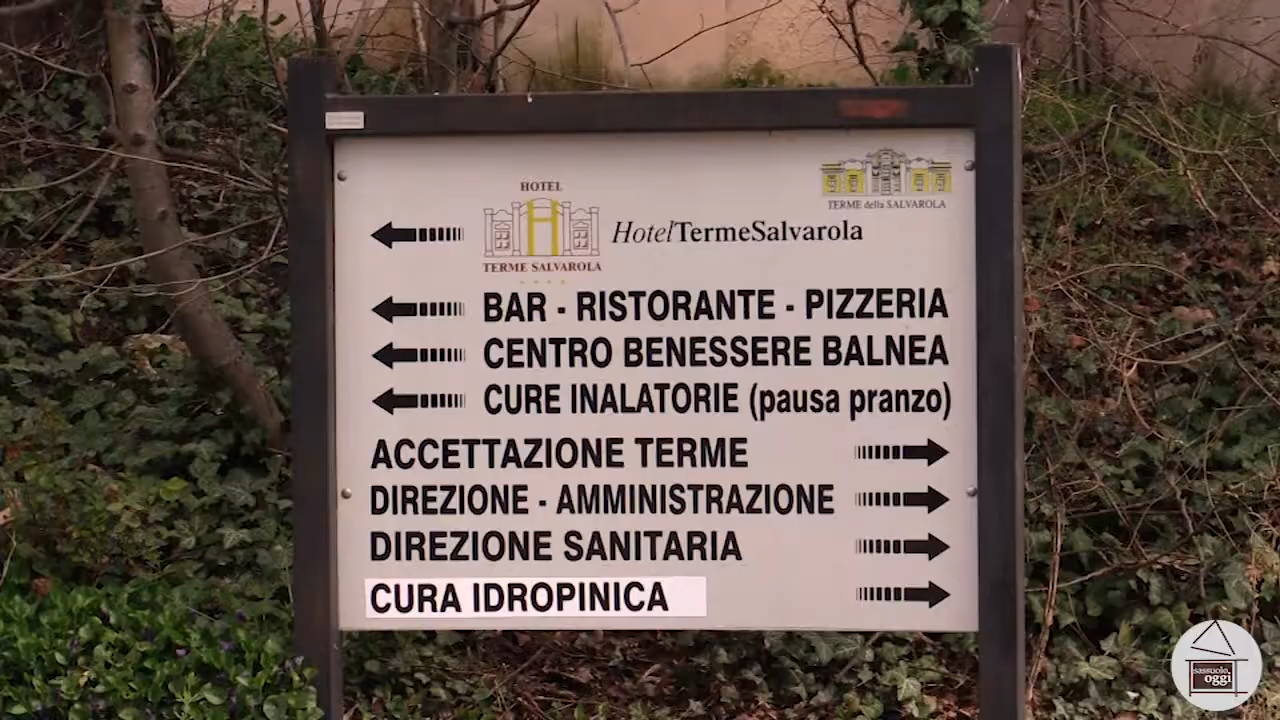 TERME della SALVAROLA
HOTEL
TERME SALVAROLA
HotelTermeSalvarola
BAR - RISTORANTE - PIZZERIA
CENTRO BENESSERE BALNEA
CURE INALATORIE (pausa pranzo)
ACCETTAZIONE TERME
DIREZIONE - AMMINISTRAZIONE
DIREZIONE SANITARIA
CURA IDROPINICA
sassuolo
oggi